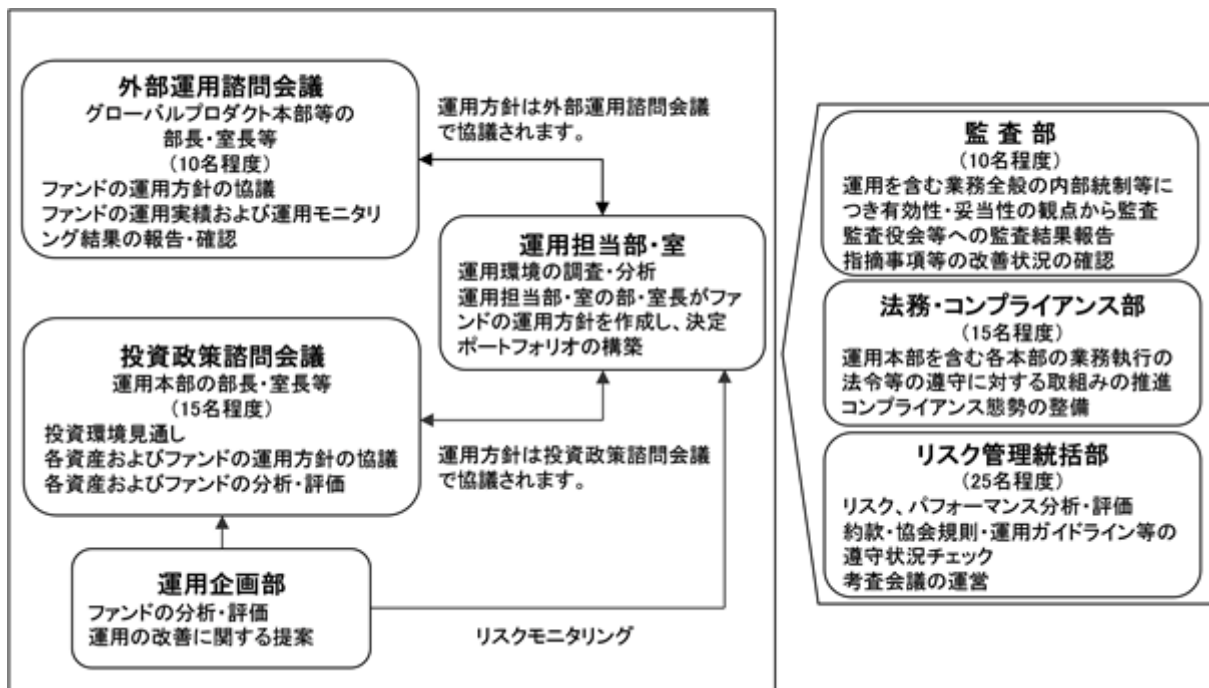 外部運用諮問会議
グローバルプロダクト本部等の
部長・室長等
(10名程度)
ファンドの運用方針の協議
ファンドの運用実績および運用モニタリ
ング結果の報告・確認
運用方針は外部運用諮問会議
で協議されます。
運用担当部・室
運用環境の調査・分析
運用担当部・室の部・室長がファ
ンドの運用方針を作成し、決定
ポートフォリオの構築
投資政策諮問会議
運用本部の部長・室長等
(15名程度)
投資環境見通し
各資産およびファンドの運用方針の協議
各資産およびファンドの分析・評価
運用方針は投資政策諮問会議
で協議されます。
運用企画部
ファンドの分析・評価
運用の改善に関する提案
リスクモニタリング
監査部
(10名程度)
運用を含む業務全般の内部統制等に
つき有効性・妥当性の観点から監査
監査役会等への監査結果報告
指摘事項等の改善状況の確認
法務・コンプライアンス部
(15名程度)
運用本部を含む各本部の業務執行の
法令等の遵守に対する取組みの推進
コンプライアンス態勢の整備
リスク管理統括部
(25名程度)
リスク、パフォーマンス分析・評価
約款・協会規則・運用ガイドライン等の
遵守状況チェック
考査会議の運営